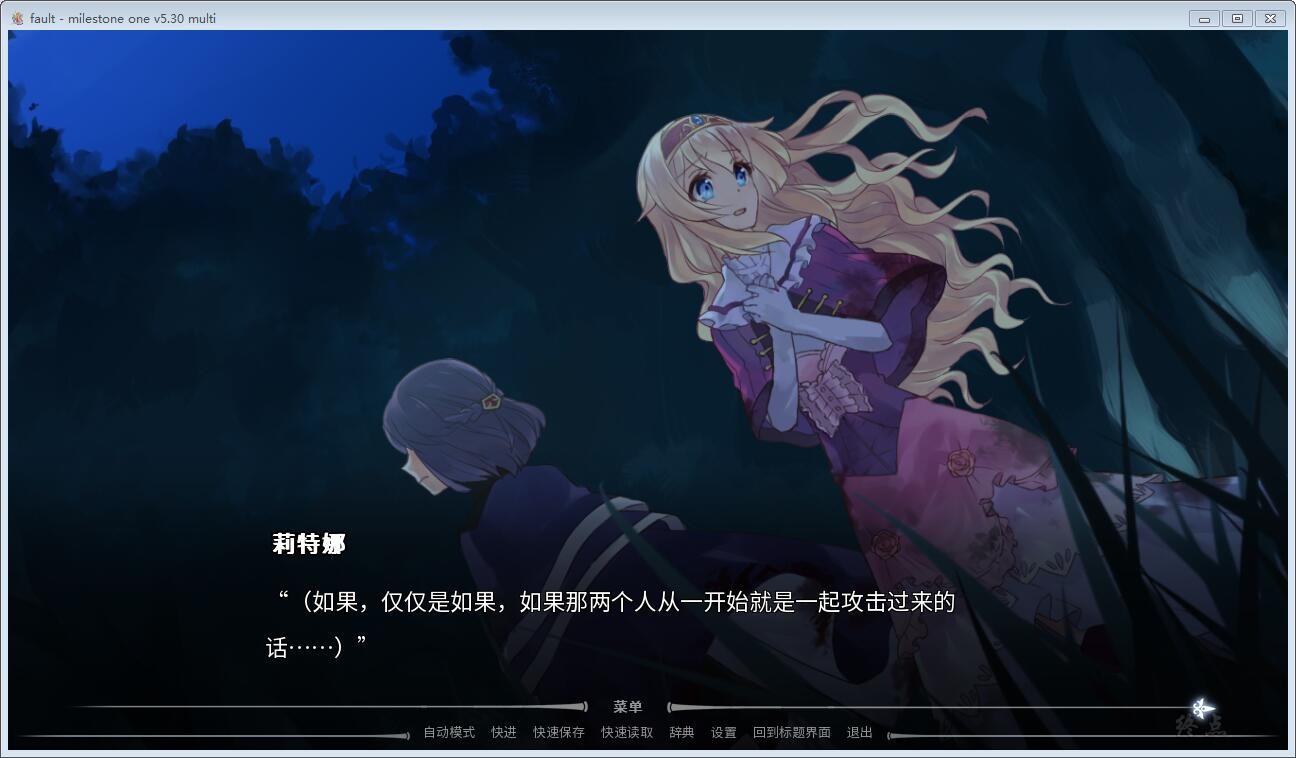 fault - milestone one v5.30 multi
莉特娜
“（如果，仅仅是如果，如果那两个人从一开始就是一起攻击过来的
话……）”
菜单
自动模式 快进 快速保存 快速读取 辞典 设置 回到标题界面 退出
终点